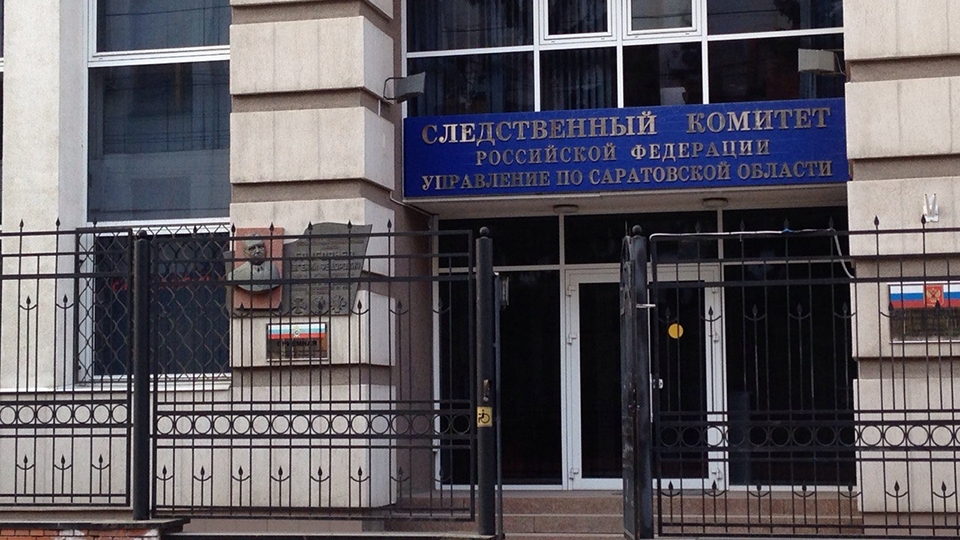 СЛЕДСТВЕННЫЙ КОМИТЕТ
РОССИЙСКОЙ ФЕДЕРАЦИИ
УПРАВЛЕНИЕ ПО САРАТОВСКОЙ ОБЛАСТИ